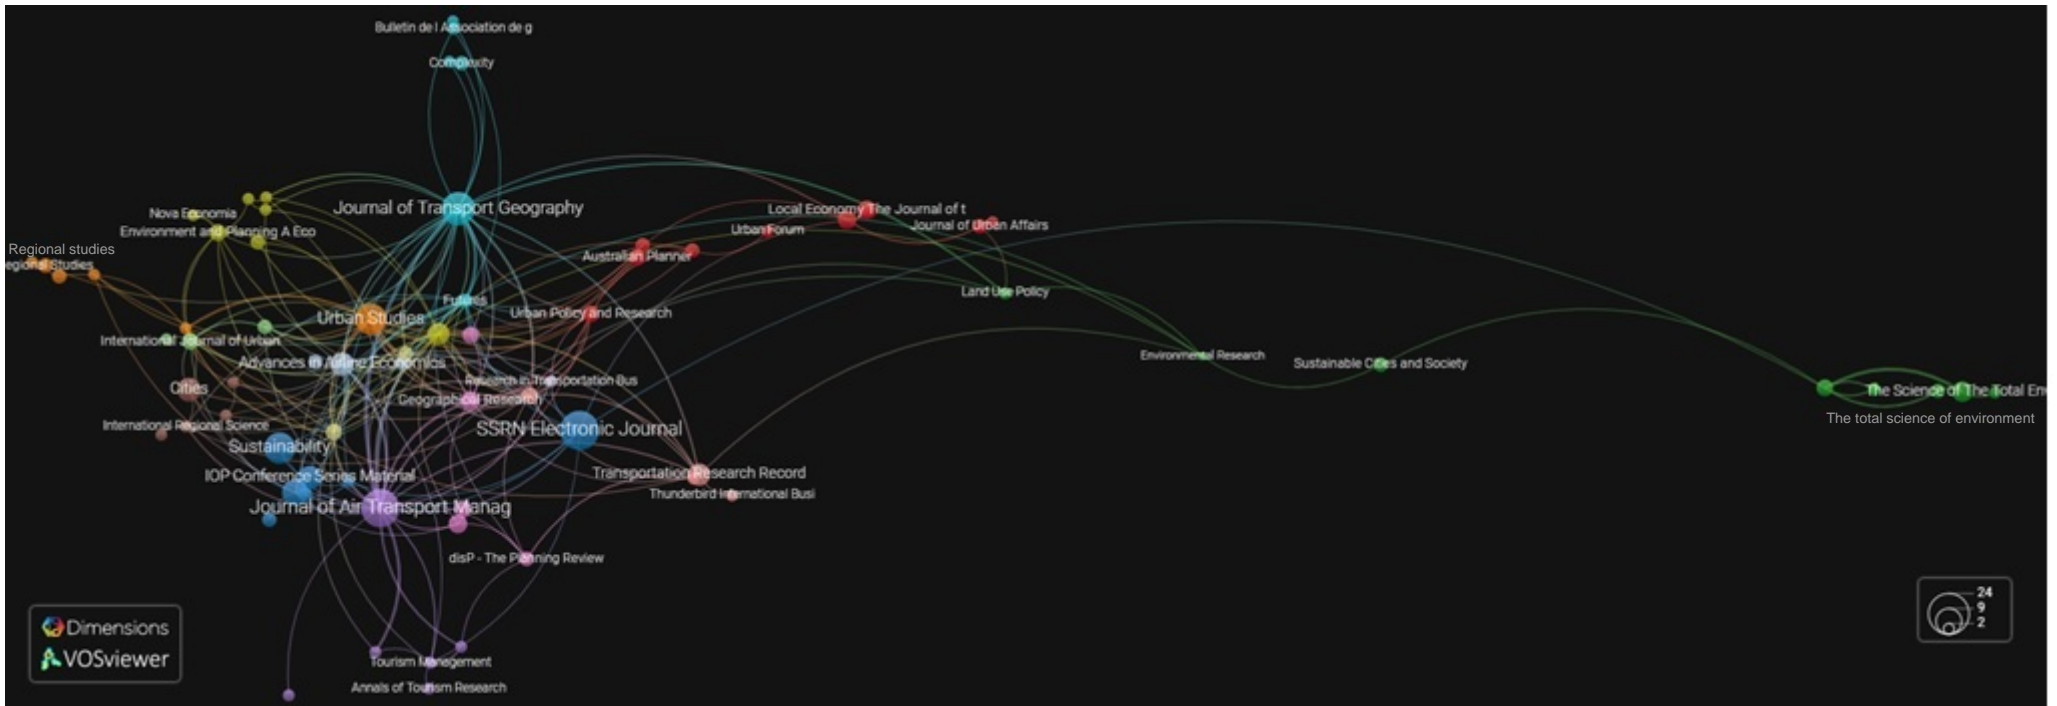 Bulletin de l Association de g
Complexity
Journal of Transport Geography
Nova Economia
Environment and Planning A Eco
Local Economy The Journal of t
Journal of Urban Affairs
Urban Forum
Regional studies
egional Studies
Australian Planner
Land Use Policy
Futures
Urban Studies
Urban Policy and Research
International Journal of Urban
Advances in Airline Economics
Environmental Research
Sustainable Cities and Society
Cities
Research in Transportation Bus
Geographical Research
The Science of The Total En
The total science of environment
International Regional Science
SSRN Electronic Journal
Sustainability
IOP Conference Series Material
Transportation Research Record
Thunderbird International Busi
Journal of Air Transport Manag
disP - The Planning Review
Tourism Management
Annals of Tourism Research
Dimensions
VOSviewer
24
9
2